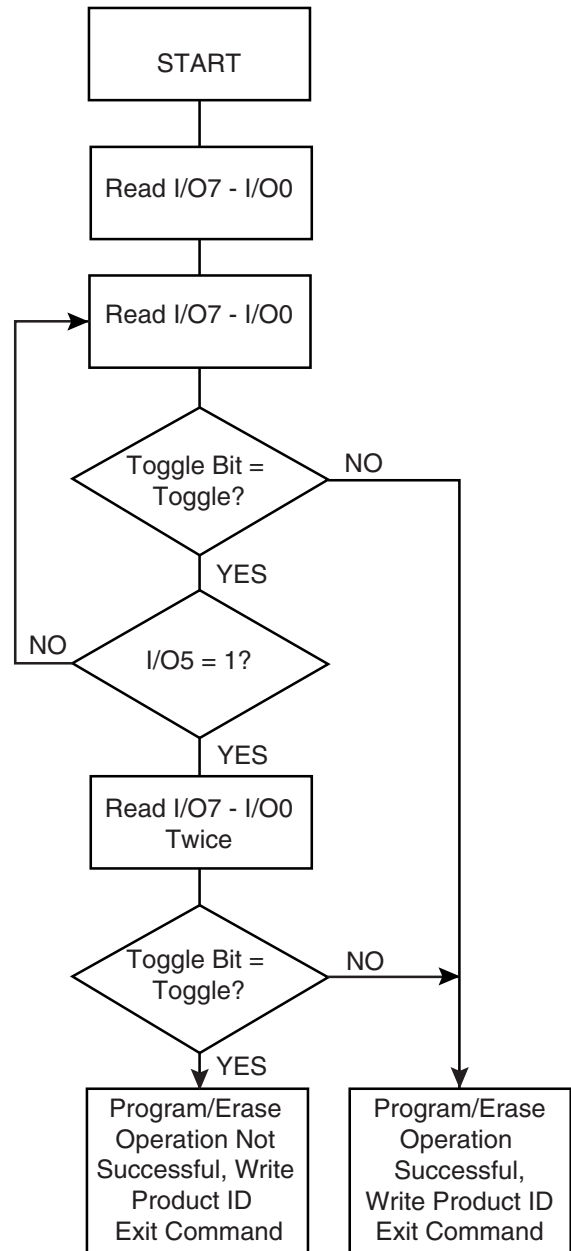 START
Read I/O7 - I/O0
Read I/O7 - I/O0
Toggle Bit =
Toggle?
NO
YES
NO
I/O5 = 1?
YES
Read I/O7 - I/O0
Twice
Toggle Bit =
Toggle?
NO
YES
Program/Erase
Operation Not
Successful, Write
Product ID
Exit Command
Program/Erase
Operation
Successful,
Write Product ID
Exit Command